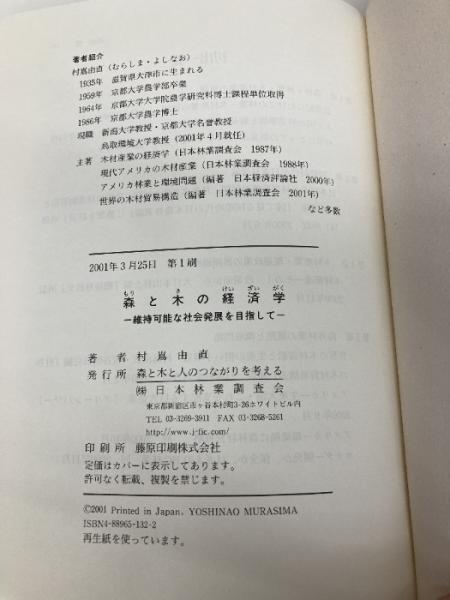 著者紹介
村嶌由直（むらしま・よしなお）
1935年 滋賀県大津市に生まれる
1959年 京都大学農学部卒業
1964年 京都大学大学院農学研究科博士課程単位取得
1986年 京都大学農学博士
現職 新潟大学教授・京都大学名誉教授
鳥取環境大学教授（2001年4月就任）
主著 木材産業の経済学（日本林業調査会 1987年）
現代アメリカの木材産業（日本林業調査会 1988年）
アメリカ林業と環境問題（編著 日本経済評論社 2000年）
世界の木材貿易構造（編著 日本林業調査会 2001年）
など多数
2001年3月25日 第1刷
もり き けい ざい がく
森と木の経済学
－維持可能な社会発展を目指して－
著者 村嶌由直
発行所 森と木と人のつながりを考える
㈱日本林業調査会
東京都新宿区市ヶ谷本村町3-26ホワイトビル内
TEL 03-3269-3911 FAX 03-3268-5261
http://www.j-fic.com/
印刷所 藤原印刷株式会社
定価はカバーに表示してあります。
許可なく転載、複製を禁じます。
©2001 Printed in Japan. YOSHINAO MURASIMA
ISBN4-88965-132-2
再生紙を使っています。